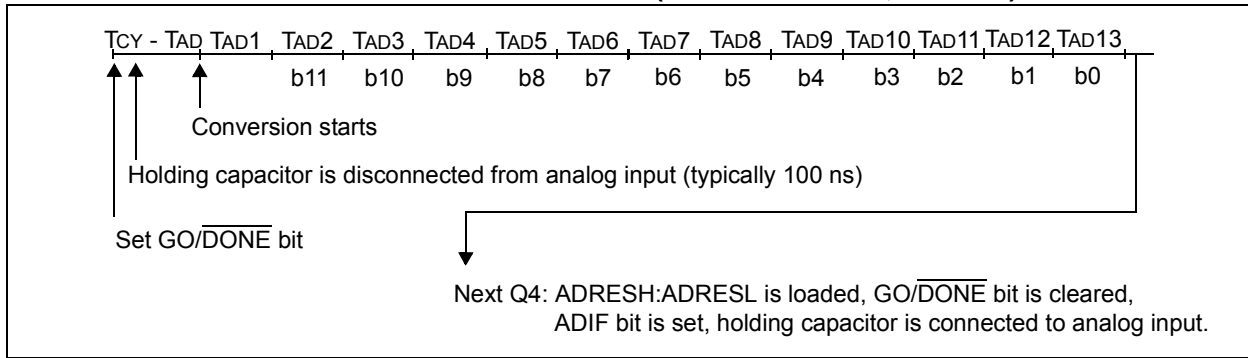 TCY - TAD TAD1 TAD2 TAD3 TAD4 TAD5 TAD6 TAD7 TAD8 TAD9 TAD10 TAD11 TAD12 TAD13
b11 b10 b9 b8 b7 b6 b5 b4 b3 b2 b1 b0
Conversion starts
Holding capacitor is disconnected from analog input (typically 100 ns)
Set GO/DONE bit
Next Q4: ADRESH:ADRESL is loaded, GO/DONE bit is cleared,
ADIF bit is set, holding capacitor is connected to analog input.